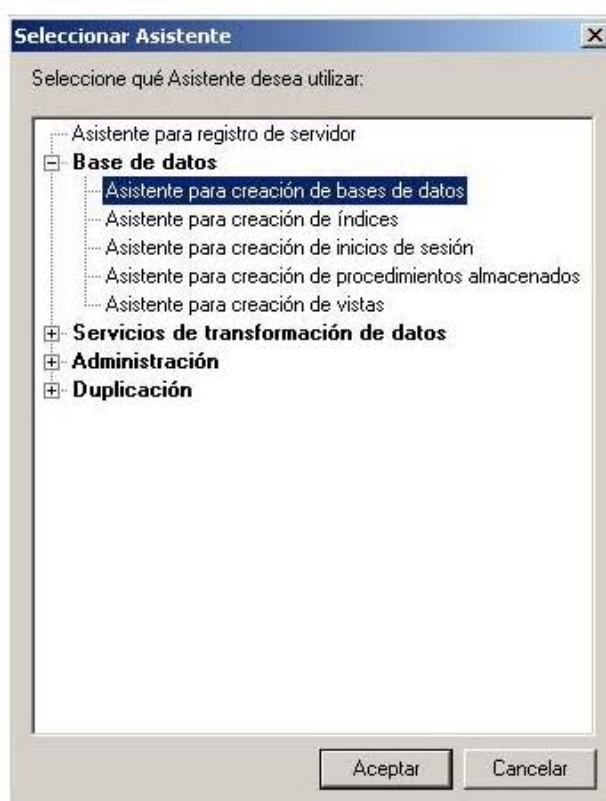 Seleccionar Asistente
Seleccione qué Asistente desea utilizar:
Asistente para registro de servidor
Base de datos
Asistente para creación de bases de datos
Asistente para creación de índices
Asistente para creación de inicios de sesión
Asistente para creación de procedimientos almacenados
Asistente para creación de vistas
Servicios de transformación de datos
Administración
Duplicación
Aceptar Cancelar